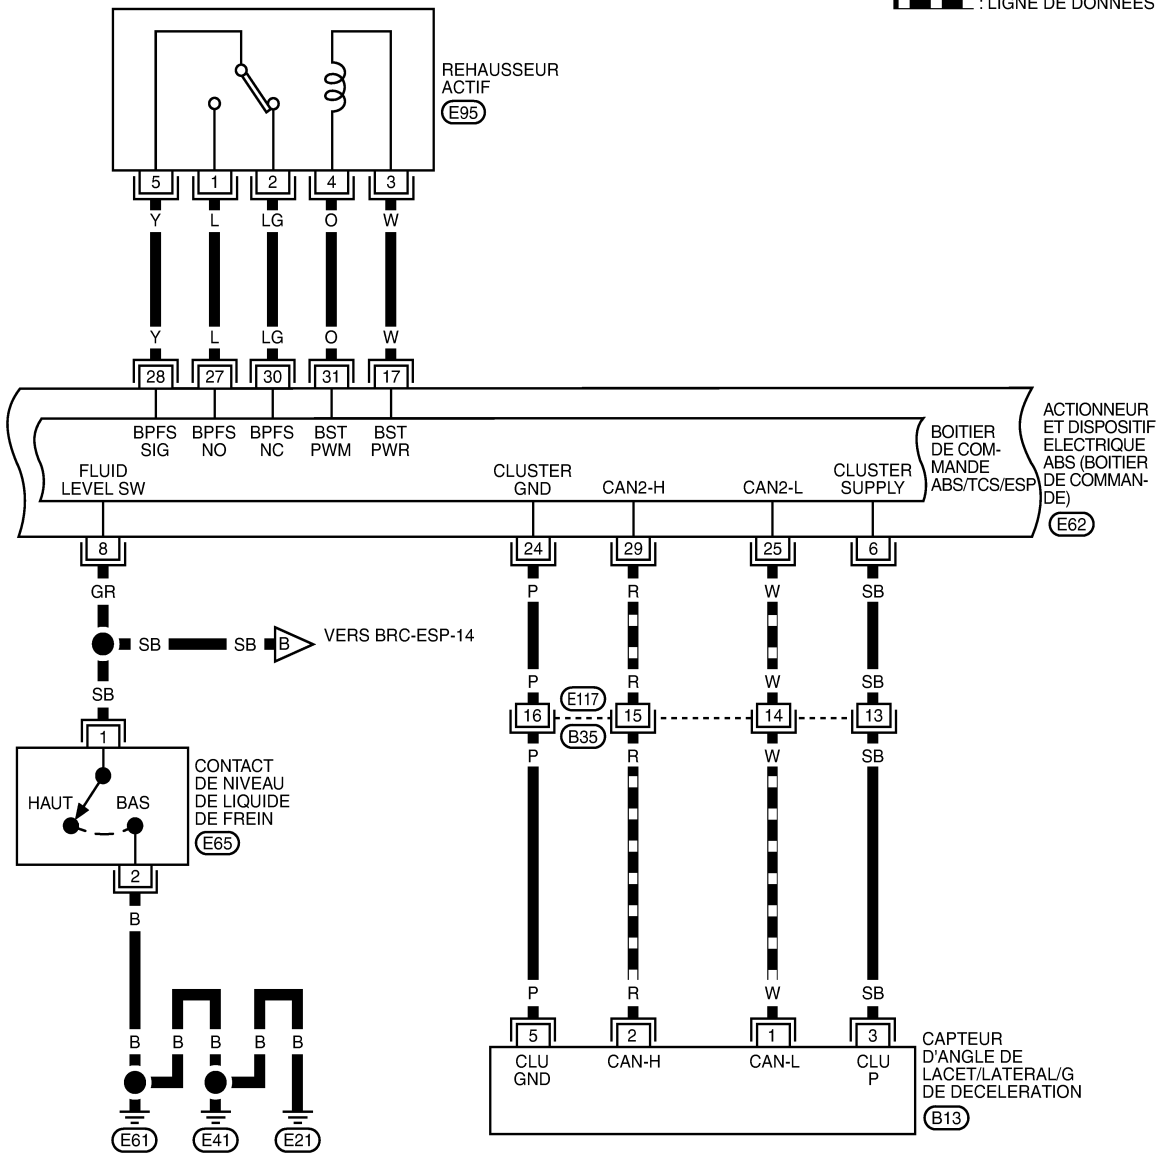 : LIGNE DE DONNEES
REHAUSSEUR
ACTIF
E95
5 1 2 4 3
Y L LG O W
Y L LG O W
28 27 30 31 17
BPFS SIG
BPFS NO
BPFS NC
BST PWM
BST PWR
BOITIER
DE COM-
MANDE
ABS/TCS/ESP
ACTIONNEUR
ET DISPOSITIF
ELECTRIQUE
ABS (BOITIER
DE COMMAN-
DE)
E62
FLUID
LEVEL SW
CLUSTER
GND
CAN2-H
CAN2-L
CLUSTER
SUPPLY
8 24 29 25 6
GR P R W SB
SB SB B VERS BRC-ESP-14
SB P R W SB
E117
16 15 14 13
B35
P R W SB
1
CONTACT
DE NIVEAU
DE LIQUIDE
DE FREIN
E65
HAUT BAS
2
B
P R W SB
B B B B B
5 2 1 3
CLU
GND
CAN-H
CAN-L
CLU
P
CAPTEUR
D'ANGLE DE
LACET/LATERAL/G
DE DECELERATION
B13
E61 E41 E21